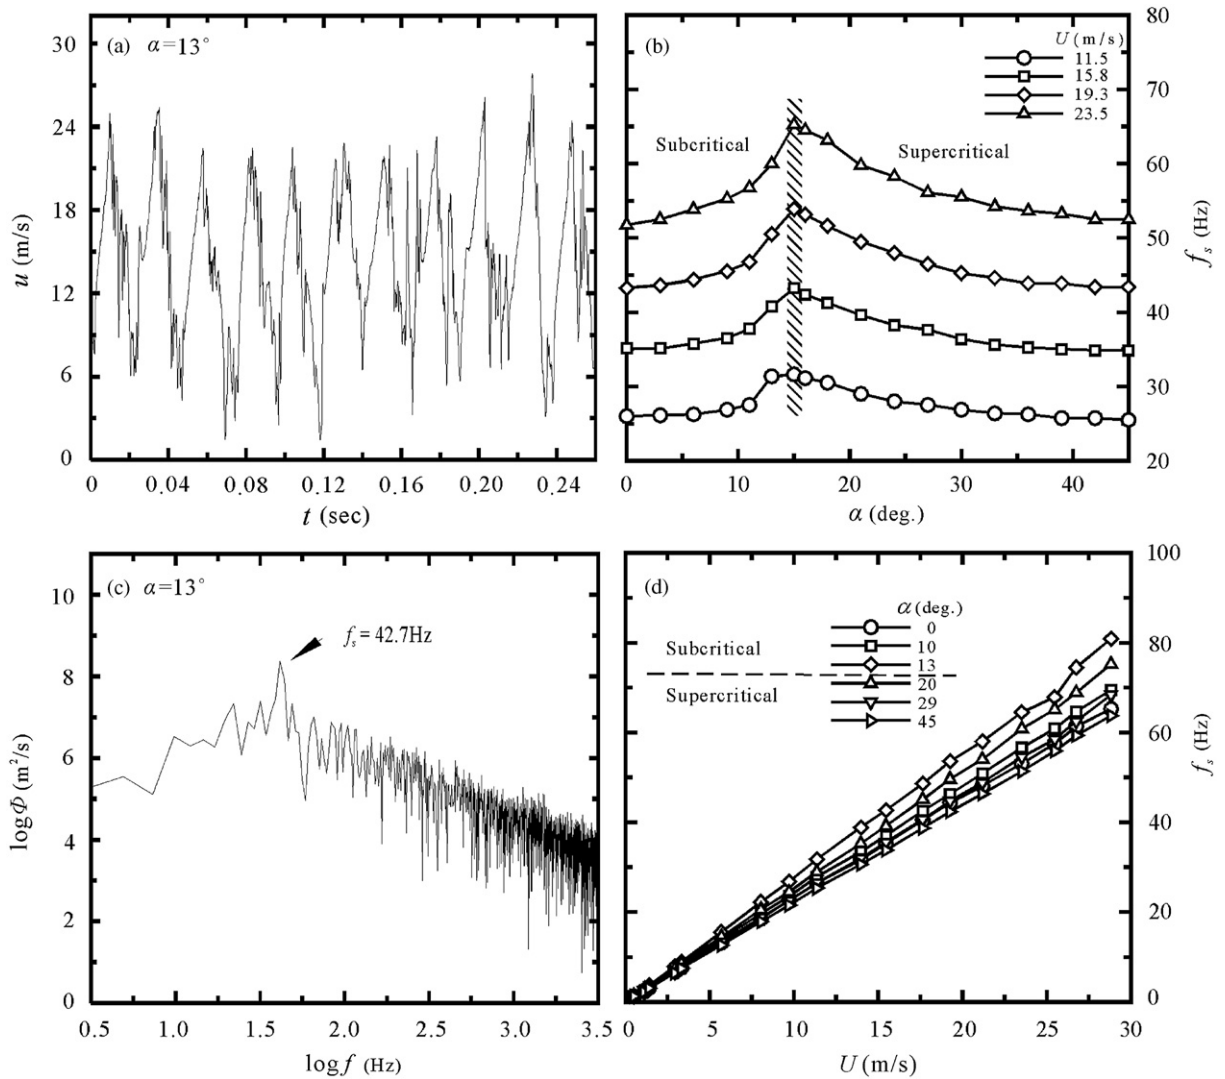 (a) α=13°
30
24
18
12
6
0
u (m/s)
0 0.04 0.08 0.12 0.16 0.20 0.24
t (sec)
(b)
U (m/s)
11.5
15.8
19.3
23.5
Subcritical
Supercritical
80
70
60
50
40
30
20
f_s (Hz)
0 10 20 30 40
α (deg.)
(c) α=13°
f_s = 42.7Hz
10
8
6
4
2
0
logΦ (m²/s)
0.5 1.0 1.5 2.0 2.5 3.0 3.5
log f (Hz)
(d)
α (deg.)
0
10
13
20
29
45
Subcritical
Supercritical
100
80
60
40
20
0
f_s (Hz)
0 5 10 15 20 25 30
U (m/s)